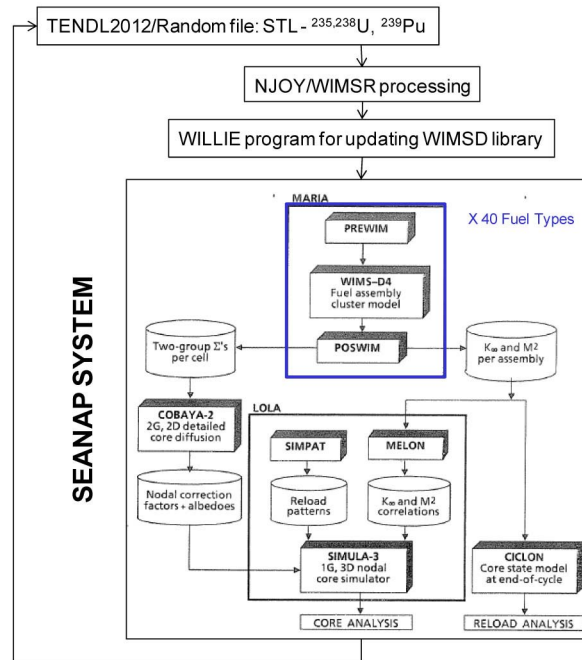 TENDL2012/Random file: STL - 235,238U, 239Pu
NJOY/WIMSR processing
WILLIE program for updating WIMSD library
SEANAP SYSTEM
MARIA
X 40 Fuel Types
PREWIM
WIMS–D4
Fuel assembly
cluster model
POSWIM
Two-group Σ's
per cell
K∞ and M2
per assembly
COBAYA-2
2G, 2D detailed
core diffusion
LOLA
SIMPAT
MELON
Nodal correction
factors + albedoes
Reload
patterns
K∞ and M2
correlations
SIMULA-3
1G, 3D nodal
core simulator
CICLON
Core state model
at end-of-cycle
CORE ANALYSIS
RELOAD ANALYSIS